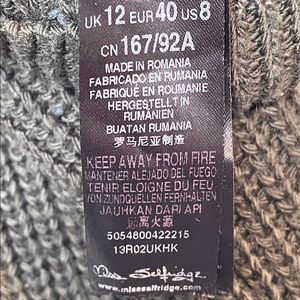 UK 12 EUR 40 US 8
CN 167/92A
MADE IN ROMANIA
FABRICADO EN RUMANIA
FABRIQUÉ EN ROUMANIE
HERGESTELLT IN
RUMÄNIEN
BUATAN RUMANIA
罗马尼亚制造
KEEP AWAY FROM FIRE
MANTENER ALEJADO DEL FUEGO
TENIR ELOIGNE DU FEU
VON ZUNDQUELLEN FERNHALTEN
JAUHKAN DARI API
远离火源
5054800422215
13R02UKHK
Miss Selfridge
www.missselfridge.com